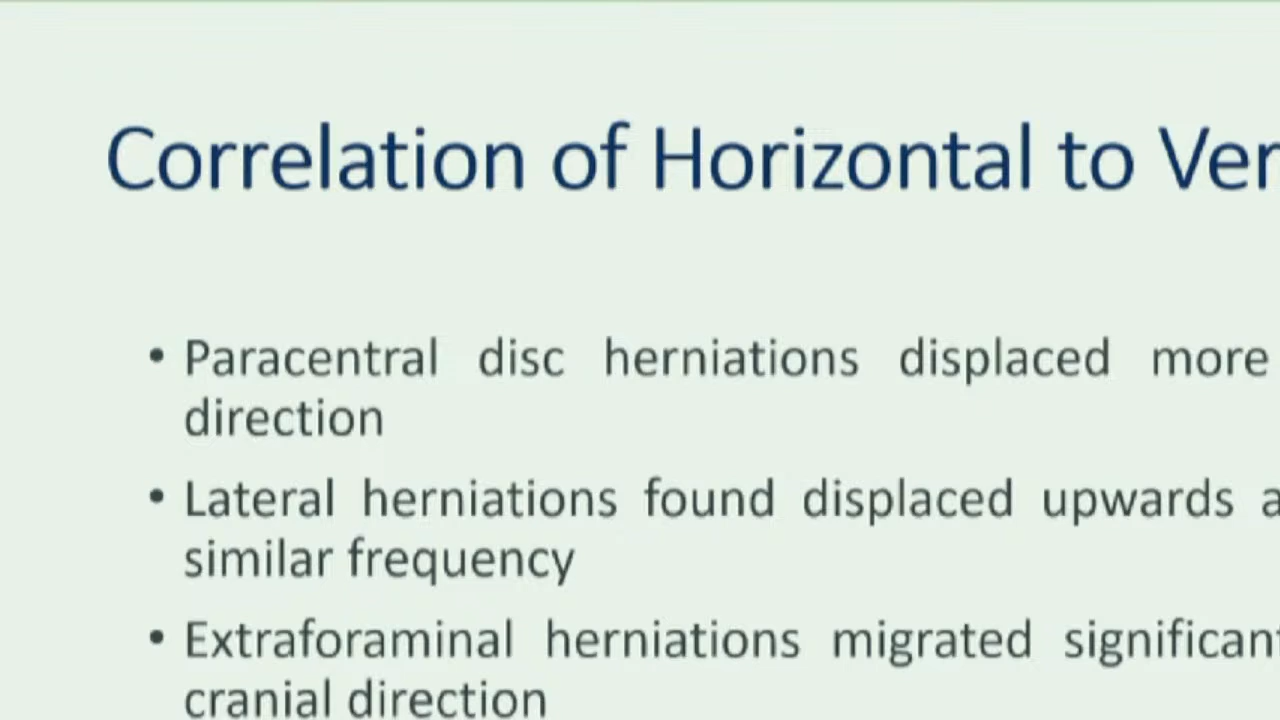 Correlation of Horizontal to Ver
• Paracentral disc herniations displaced more
direction
• Lateral herniations found displaced upwards a
similar frequency
• Extraforaminal herniations migrated significant
cranial direction